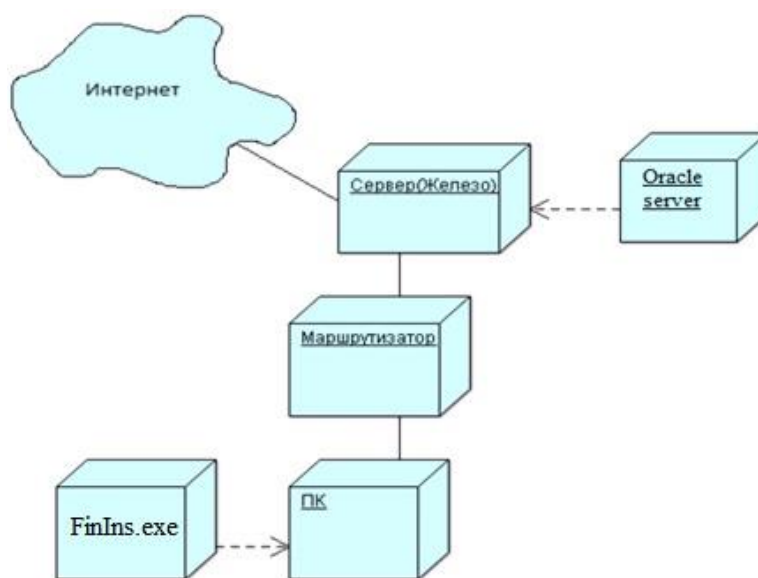 Интернет
Сервер(Железо)
Oracle
server
Маршрутизатор
FinIns.exe
ПК